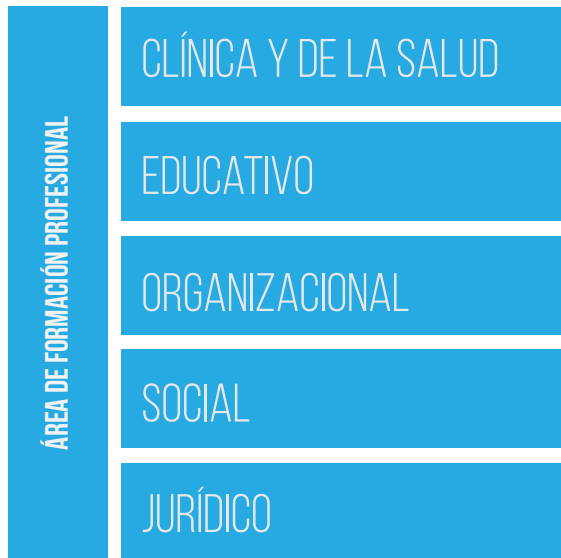 ÁREA DE FORMACIÓN PROFESIONAL
CLÍNICA Y DE LA SALUD
EDUCATIVO
ORGANIZACIONAL
SOCIAL
JURÍDICO